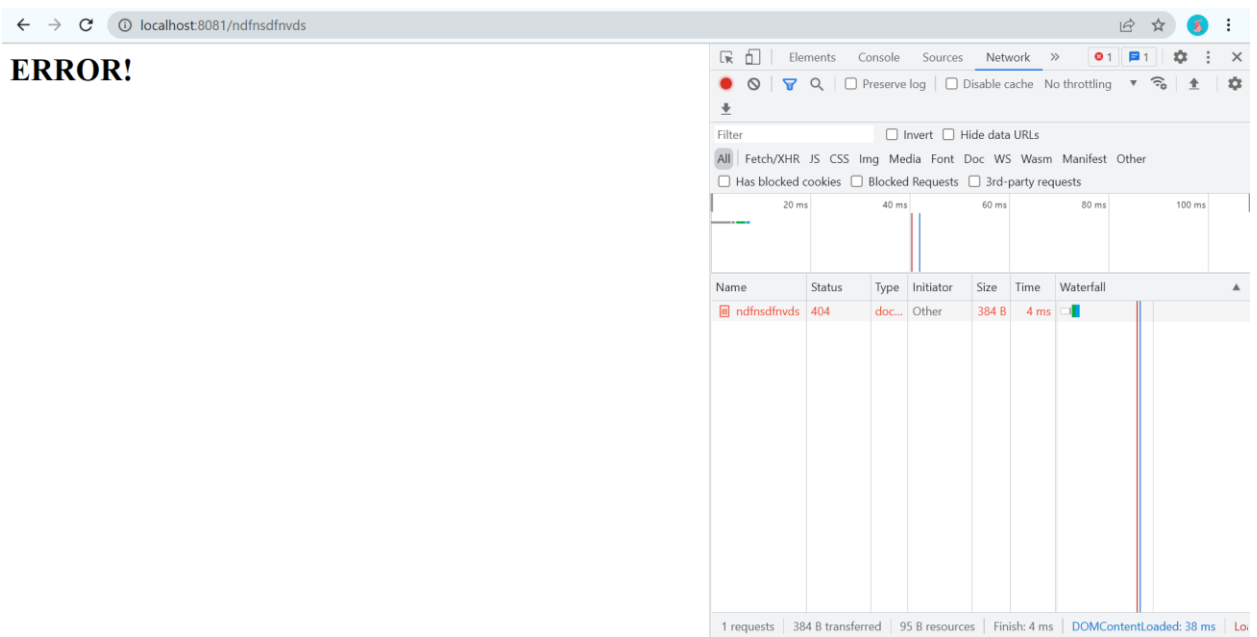 localhost:8081/ndfnsdfnvds
ERROR!
Elements Console Sources Network » 1 1
Preserve log Disable cache No throttling
Filter Invert Hide data URLs
All Fetch/XHR JS CSS Img Media Font Doc WS Wasm Manifest Other
Has blocked cookies Blocked Requests 3rd-party requests
20 ms 40 ms 60 ms 80 ms 100 ms
Name Status Type Initiator Size Time Waterfall
ndfnsdfnvds 404 doc... Other 384 B 4 ms
1 requests 384 B transferred 95 B resources Finish: 4 ms DOMContentLoaded: 38 ms